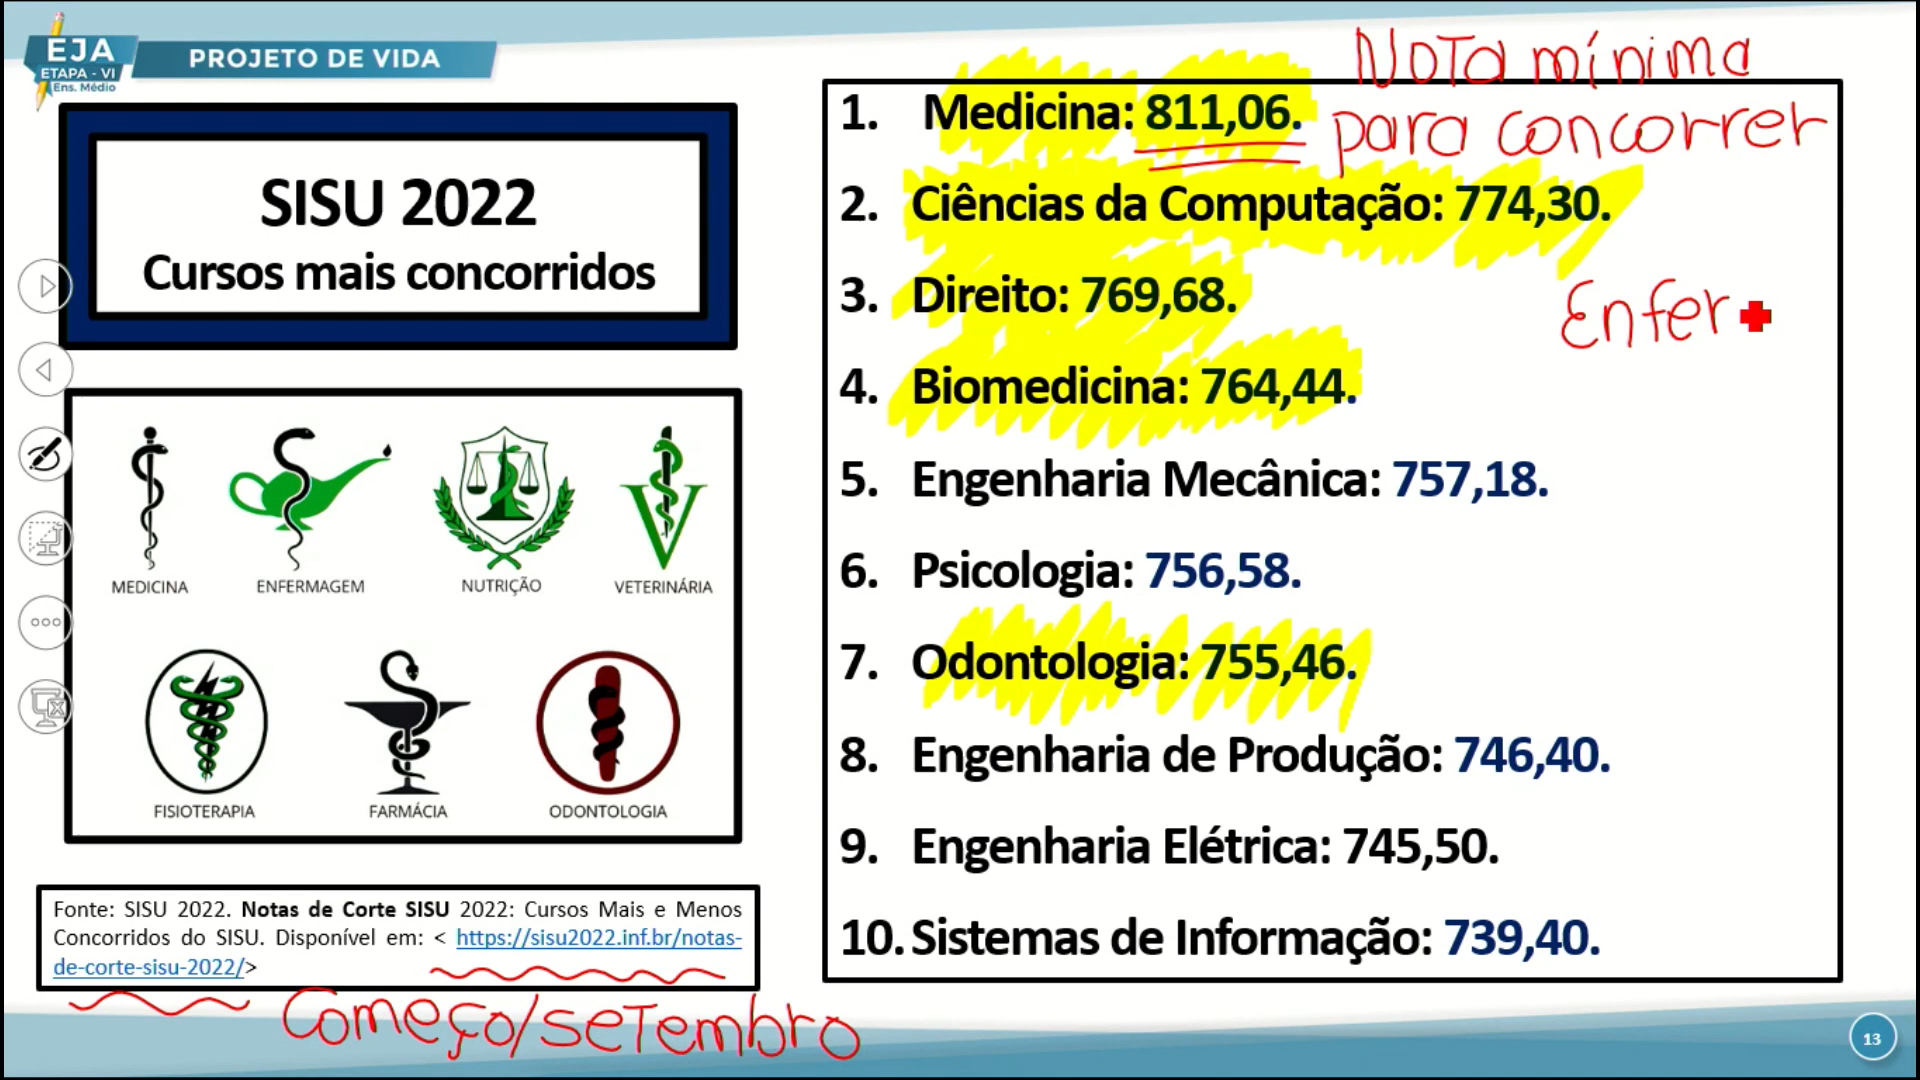 EJA
ETAPA - VI
Ens. Médio
PROJETO DE VIDA
SISU 2022
Cursos mais concorridos
MEDICINA
ENFERMAGEM
NUTRIÇÃO
VETERINÁRIA
FISIOTERAPIA
FARMÁCIA
ODONTOLOGIA
Fonte: SISU 2022. Notas de Corte SISU 2022: Cursos Mais e Menos
Concorridos do SISU. Disponível em: < https://sisu2022.inf.br/notas-
de-corte-sisu-2022/>
Começo/setembro
Nota mínima
para concorrer
1. Medicina: 811,06.
2. Ciências da Computação: 774,30.
3. Direito: 769,68.
Enfer
4. Biomedicina: 764,44.
5. Engenharia Mecânica: 757,18.
6. Psicologia: 756,58.
7. Odontologia: 755,46.
8. Engenharia de Produção: 746,40.
9. Engenharia Elétrica: 745,50.
10. Sistemas de Informação: 739,40.
13